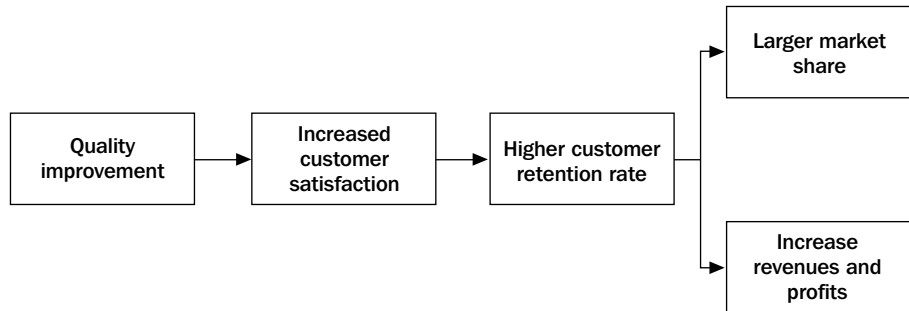 Quality
improvement
Increased
customer
satisfaction
Higher customer
retention rate
Larger market
share
Increase
revenues and
profits